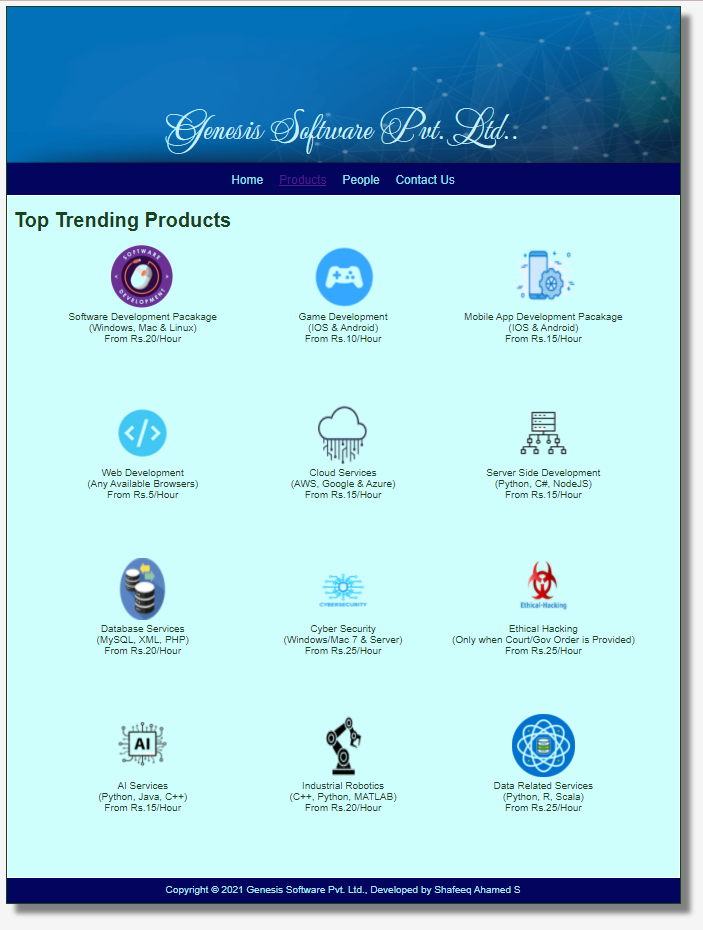 Genesis Software Pvt. Ltd..
Home Products People Contact Us
Top Trending Products
SOFTWARE DEVELOPMENT
Software Development Pacakage
(Windows, Mac & Linux)
From Rs.20/Hour
Game Development
(IOS & Android)
From Rs.10/Hour
Mobile App Development Pacakage
(IOS & Android)
From Rs.15/Hour
</>
Web Development
(Any Available Browsers)
From Rs.5/Hour
Cloud Services
(AWS, Google & Azure)
From Rs.15/Hour
Server Side Development
(Python, C#, NodeJS)
From Rs.15/Hour
Database Services
(MySQL, XML, PHP)
From Rs.20/Hour
CYBERSECURITY
Cyber Security
(Windows/Mac 7 & Server)
From Rs.25/Hour
Ethical-Hacking
Ethical Hacking
(Only when Court/Gov Order is Provided)
From Rs.25/Hour
AI
AI Services
(Python, Java, C++)
From Rs.15/Hour
Industrial Robotics
(C++, Python, MATLAB)
From Rs.20/Hour
Data Related Services
(Python, R, Scala)
From Rs.25/Hour
Copyright © 2021 Genesis Software Pvt. Ltd., Developed by Shafeeq Ahamed S